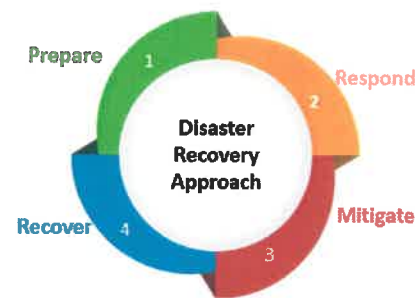 Prepare
1
Respond
2
Disaster
Recovery
Approach
Recover
4
Mitigate
3